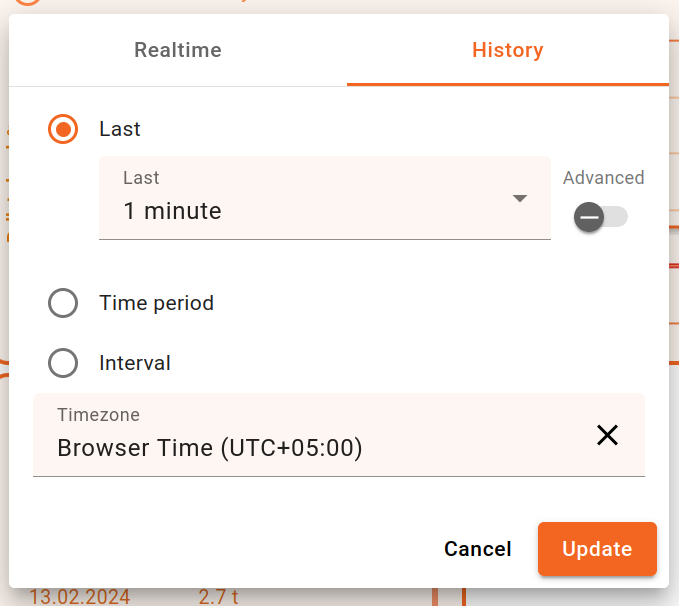 Realtime
History
Last
Last
1 minute
Advanced
Time period
Interval
Timezone
Browser Time (UTC+05:00)
Cancel
Update
13.02.2024
2.7 t